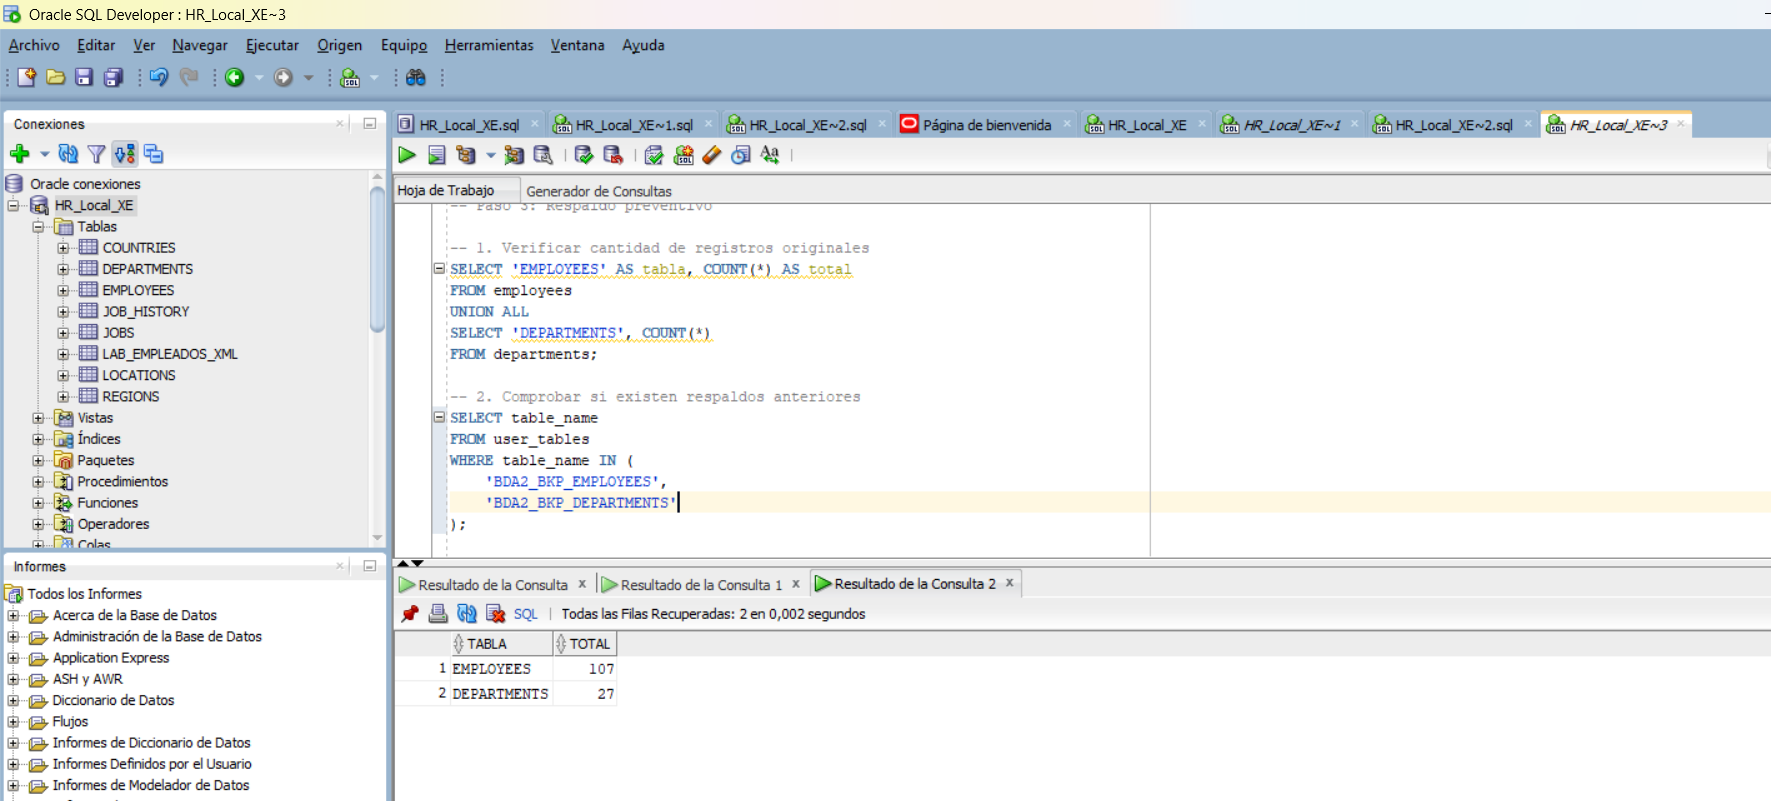 Oracle SQL Developer : HR_Local_XE~3
Archivo Editar Ver Navegar Ejecutar Origen Equipo Herramientas Ventana Ayuda
Conexiones
HR_Local_XE.sql HR_Local_XE~1.sql HR_Local_XE~2.sql Página de bienvenida HR_Local_XE HR_Local_XE~1 HR_Local_XE~2.sql HR_Local_XE~3
Oracle conexiones
HR_Local_XE
Tablas
COUNTRIES
DEPARTMENTS
EMPLOYEES
JOB_HISTORY
JOBS
LAB_EMPLEADOS_XML
LOCATIONS
REGIONS
Vistas
Índices
Paquetes
Procedimientos
Funciones
Operadores
Colas
Hoja de Trabajo Generador de Consultas
-- Paso 3: Respaldo preventivo
-- 1. Verificar cantidad de registros originales
SELECT 'EMPLOYEES' AS tabla, COUNT(*) AS total
FROM employees
UNION ALL
SELECT 'DEPARTMENTS', COUNT(*)
FROM departments;
-- 2. Comprobar si existen respaldos anteriores
SELECT table_name
FROM user_tables
WHERE table_name IN (
'BDA2_BKP_EMPLOYEES',
'BDA2_BKP_DEPARTMENTS'
);
Informes
Todos los Informes
Acerca de la Base de Datos
Administración de la Base de Datos
Application Express
ASH y AWR
Diccionario de Datos
Flujos
Informes de Diccionario de Datos
Informes Definidos por el Usuario
Informes de Modelador de Datos
Resultado de la Consulta Resultado de la Consulta 1 Resultado de la Consulta 2
SQL Todas las Filas Recuperadas: 2 en 0,002 segundos
TABLA TOTAL
1 EMPLOYEES 107
2 DEPARTMENTS 27